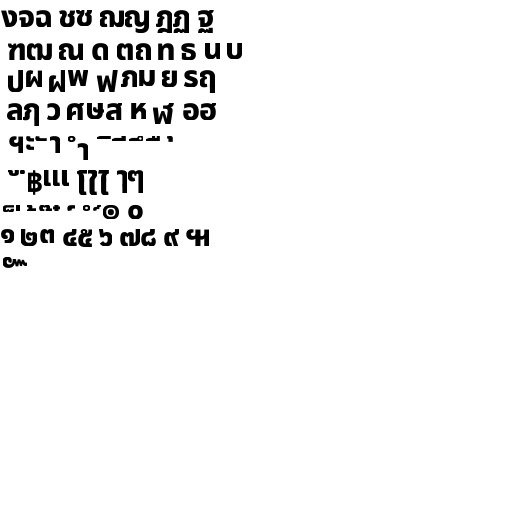 งจฉ ชซ ฌญ ฎฏ ฐ
ฑฒ ณ ด ตถ ท ธ น บ
ปผ ฝพ ฟภม ย รฤ
ลฦ ว ศษส ห ฬ อฮ
ฯะ ั า ำ
฿เแ โใไ ๅๆ
๐
๑ ๒๓ ๔๕ ๖ ๗๘ ๙ ๚
๛